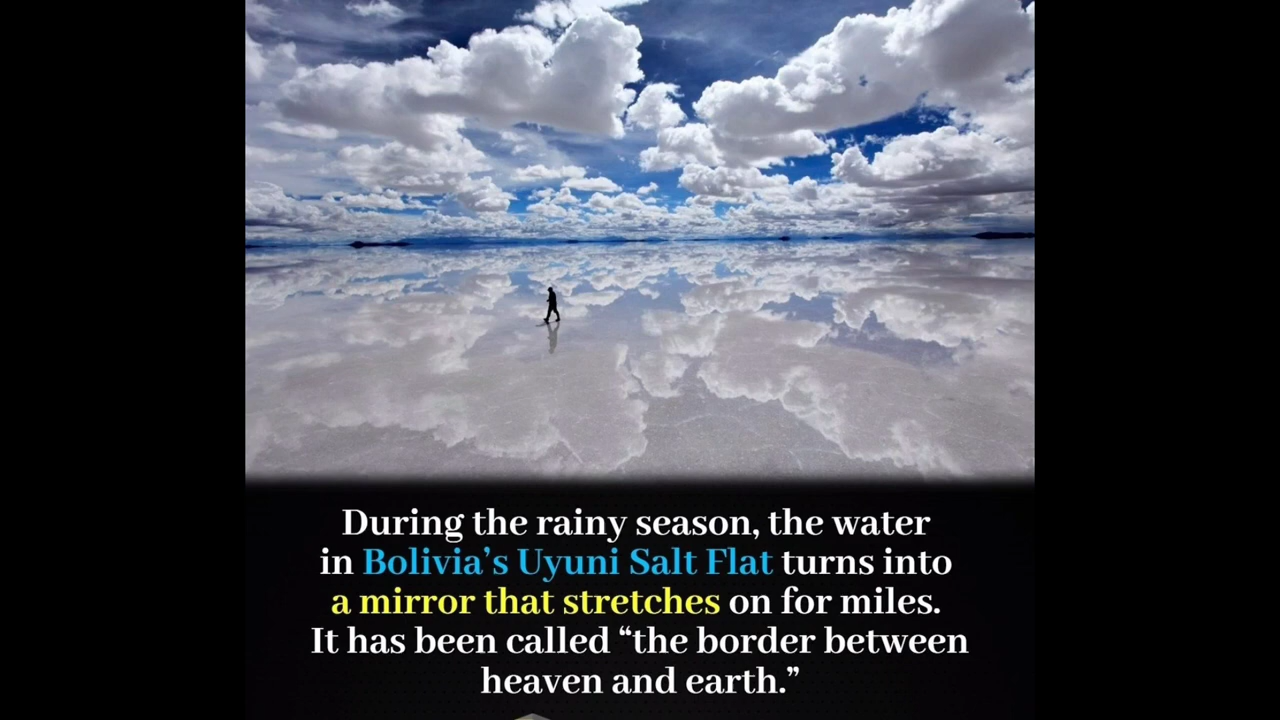 During the rainy season, the water
in Bolivia’s Uyuni Salt Flat turns into
a mirror that stretches on for miles.
It has been called “the border between
heaven and earth.”